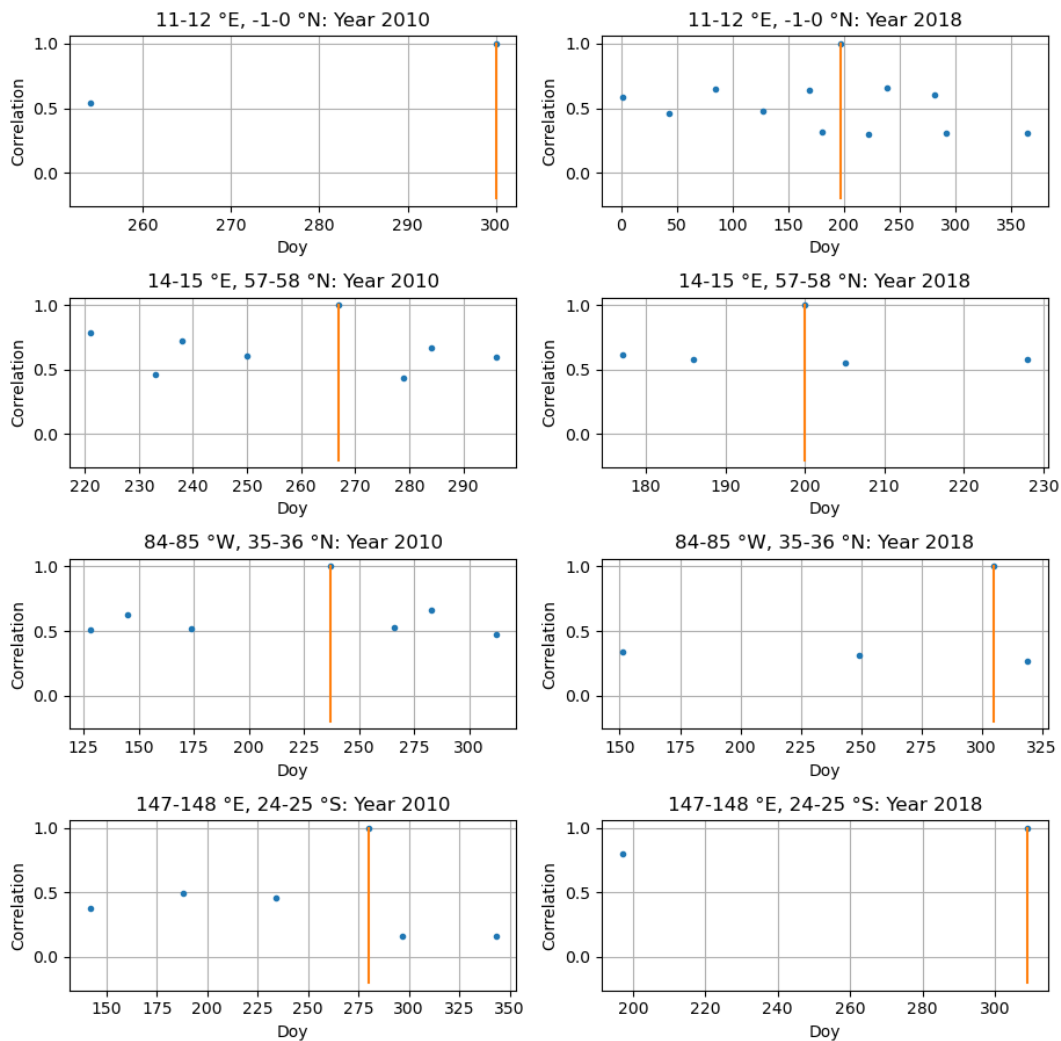 11-12 °E, -1-0 °N: Year 2010
1.0
0.5
0.0
Correlation
260 270 280 290 300
Doy
11-12 °E, -1-0 °N: Year 2018
1.0
0.5
0.0
Correlation
0 50 100 150 200 250 300 350
Doy
14-15 °E, 57-58 °N: Year 2010
1.0
0.5
0.0
Correlation
220 230 240 250 260 270 280 290
Doy
14-15 °E, 57-58 °N: Year 2018
1.0
0.5
0.0
Correlation
180 190 200 210 220 230
Doy
84-85 °W, 35-36 °N: Year 2010
1.0
0.5
0.0
Correlation
125 150 175 200 225 250 275 300
Doy
84-85 °W, 35-36 °N: Year 2018
1.0
0.5
0.0
Correlation
150 175 200 225 250 275 300 325
Doy
147-148 °E, 24-25 °S: Year 2010
1.0
0.5
0.0
Correlation
150 175 200 225 250 275 300 325 350
Doy
147-148 °E, 24-25 °S: Year 2018
1.0
0.5
0.0
Correlation
200 220 240 260 280 300
Doy